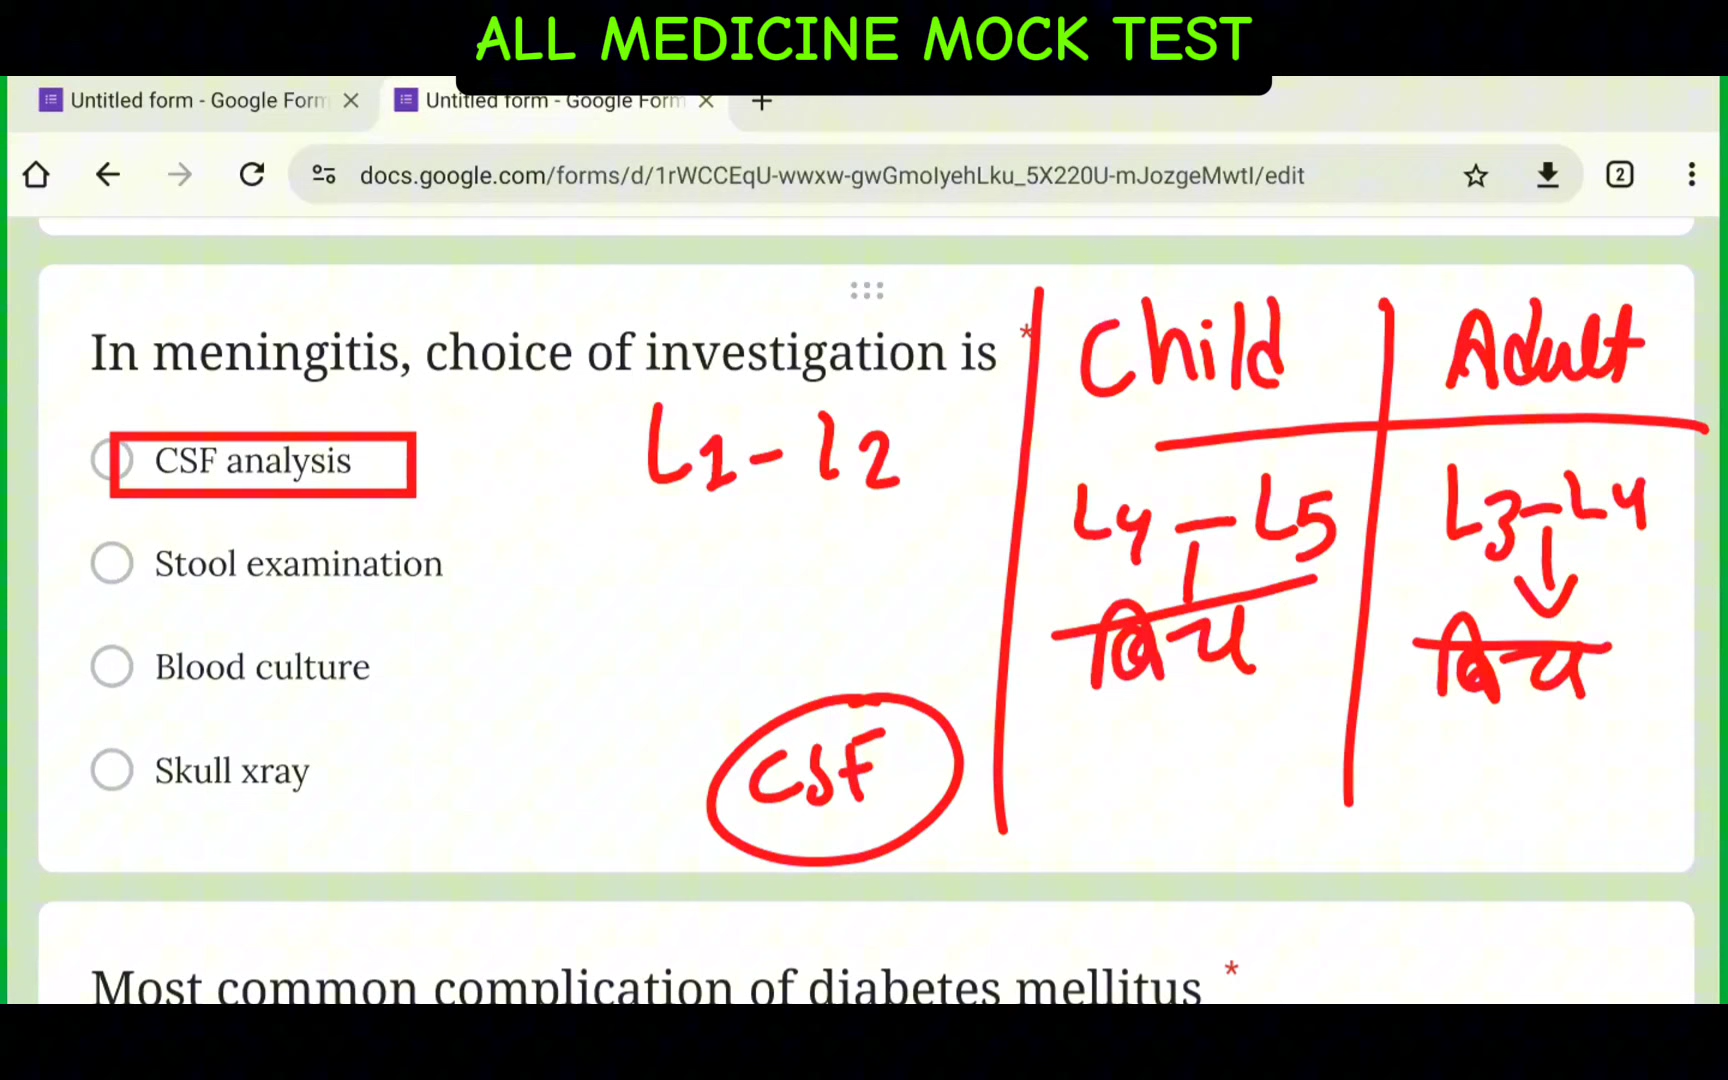 ALL MEDICINE MOCK TEST
Untitled form - Google Form
Untitled form - Google Form
docs.google.com/forms/d/1rWCCEqU-wwxw-gwGmoIyehLku_5X220U-mJozgeMwtI/edit
2
In meningitis, choice of investigation is *
CSF analysis
Stool examination
Blood culture
Skull xray
L1-L2
CSF
Child
Adult
L4-L5
L3-L4
Most common complication of diabetes mellitus *